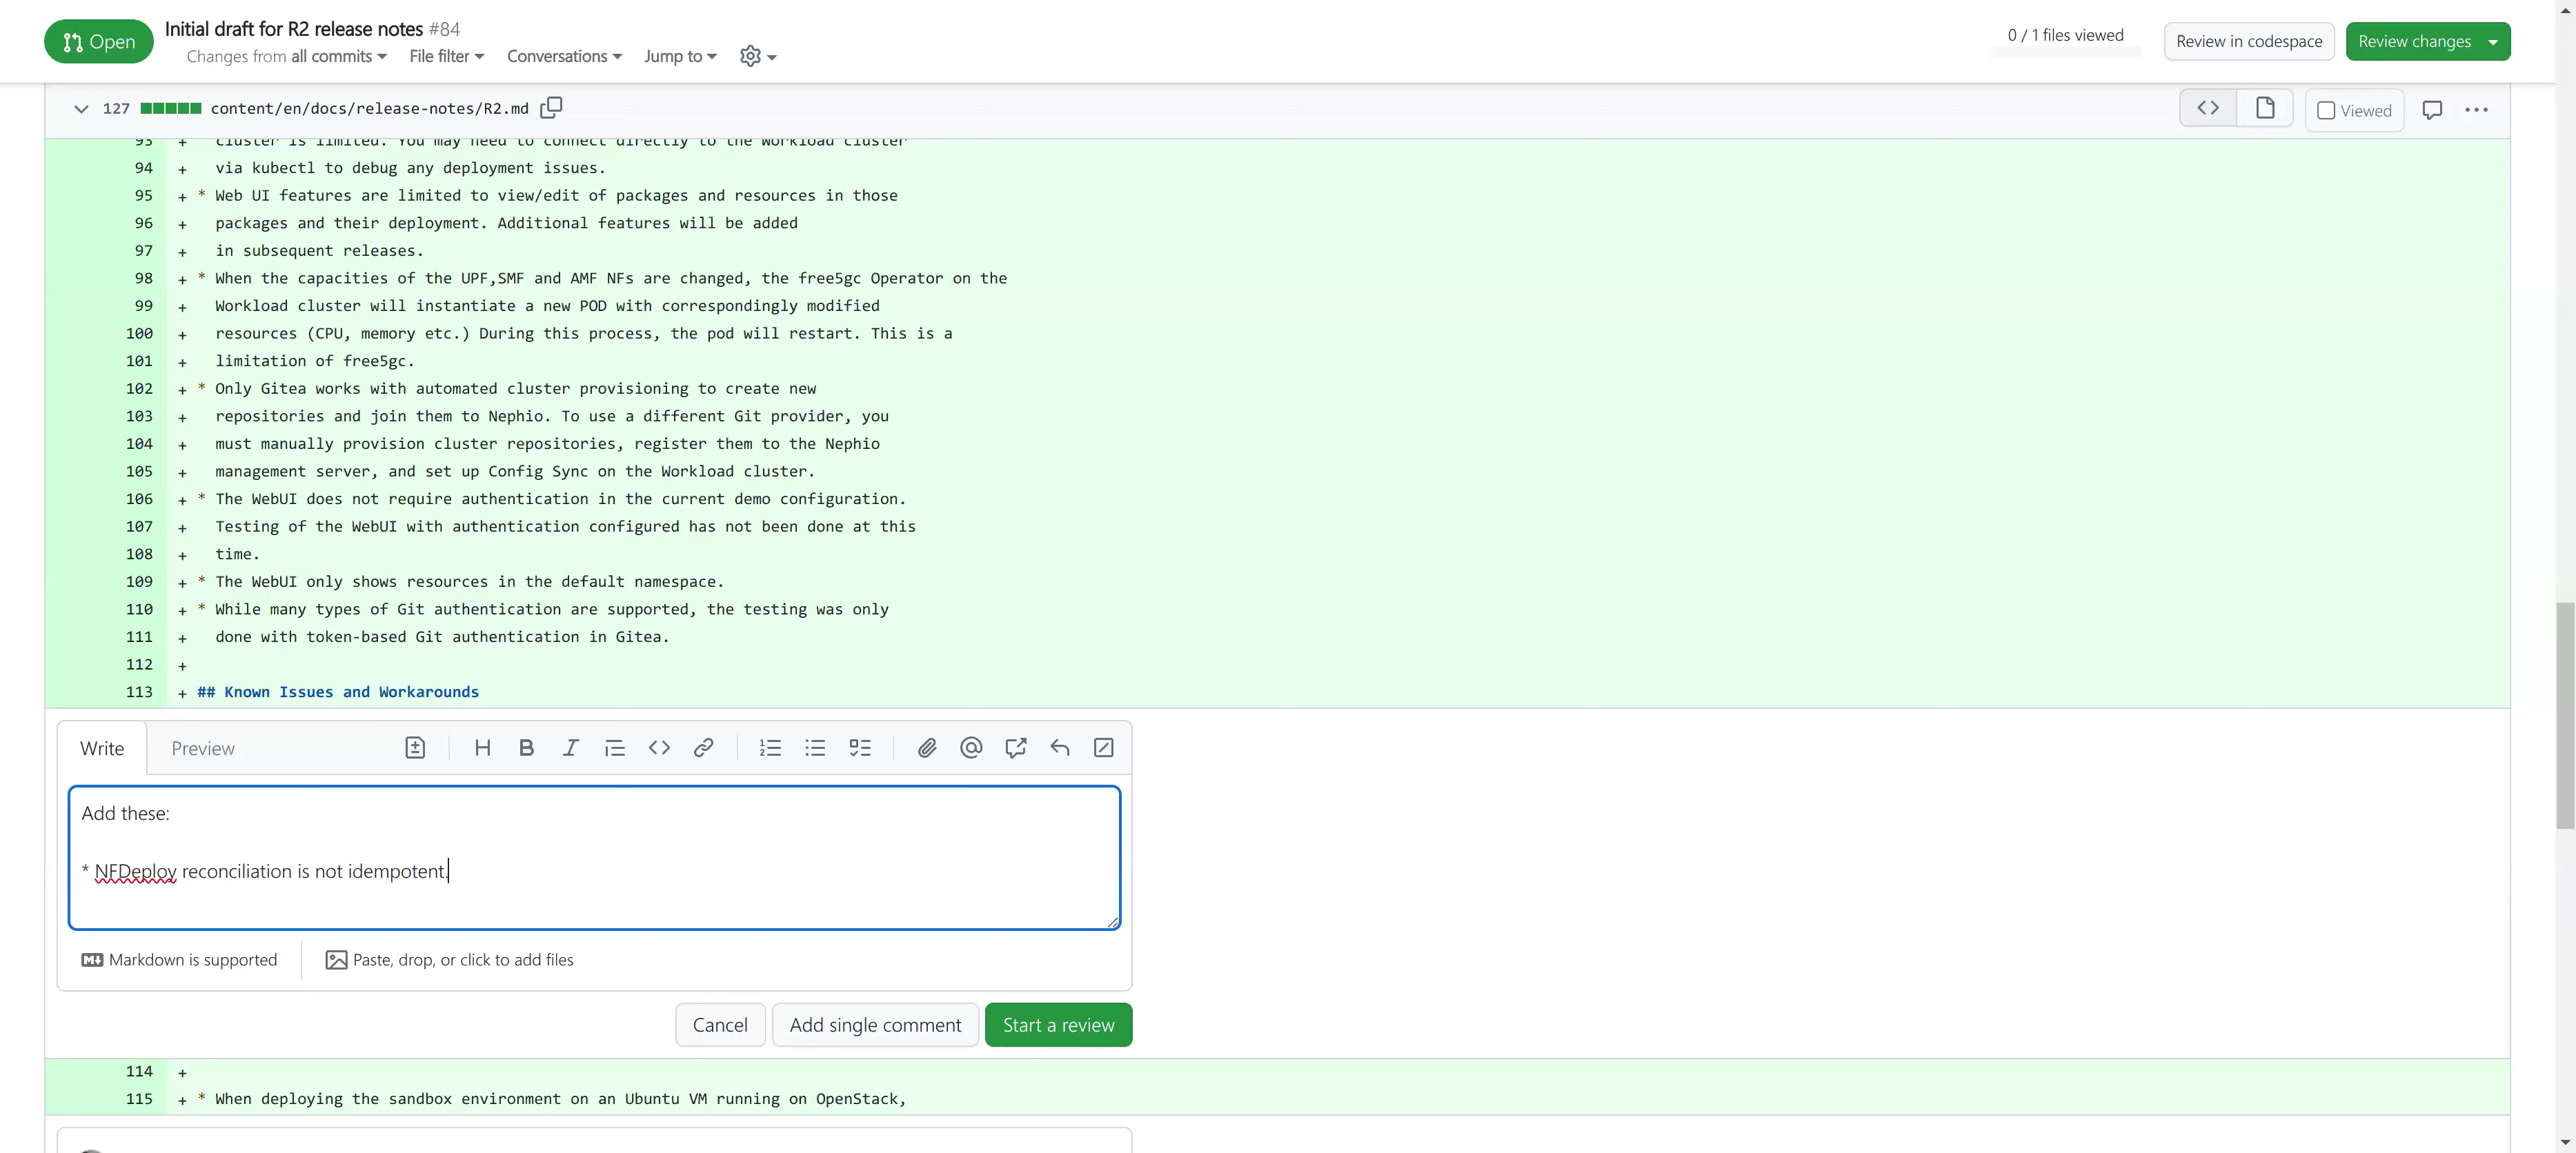 Open
Initial draft for R2 release notes #84
Changes from all commits File filter Conversations Jump to
0 / 1 files viewed
Review in codespace
Review changes
127 content/en/docs/release-notes/R2.md
Viewed
93 + cluster is limited. You may need to connect directly to the workload cluster
94 + via kubectl to debug any deployment issues.
95 + * Web UI features are limited to view/edit of packages and resources in those
96 + packages and their deployment. Additional features will be added
97 + in subsequent releases.
98 + * When the capacities of the UPF,SMF and AMF NFs are changed, the free5gc Operator on the
99 + Workload cluster will instantiate a new POD with correspondingly modified
100 + resources (CPU, memory etc.) During this process, the pod will restart. This is a
101 + limitation of free5gc.
102 + * Only Gitea works with automated cluster provisioning to create new
103 + repositories and join them to Nephio. To use a different Git provider, you
104 + must manually provision cluster repositories, register them to the Nephio
105 + management server, and set up Config Sync on the Workload cluster.
106 + * The WebUI does not require authentication in the current demo configuration.
107 + Testing of the WebUI with authentication configured has not been done at this
108 + time.
109 + * The WebUI only shows resources in the default namespace.
110 + * While many types of Git authentication are supported, the testing was only
111 + done with token-based Git authentication in Gitea.
112 +
113 + ## Known Issues and Workarounds
Write Preview
Add these:
* NFDeploy reconciliation is not idempotent.
Markdown is supported
Paste, drop, or click to add files
Cancel
Add single comment
Start a review
114 +
115 + * When deploying the sandbox environment on an Ubuntu VM running on OpenStack,